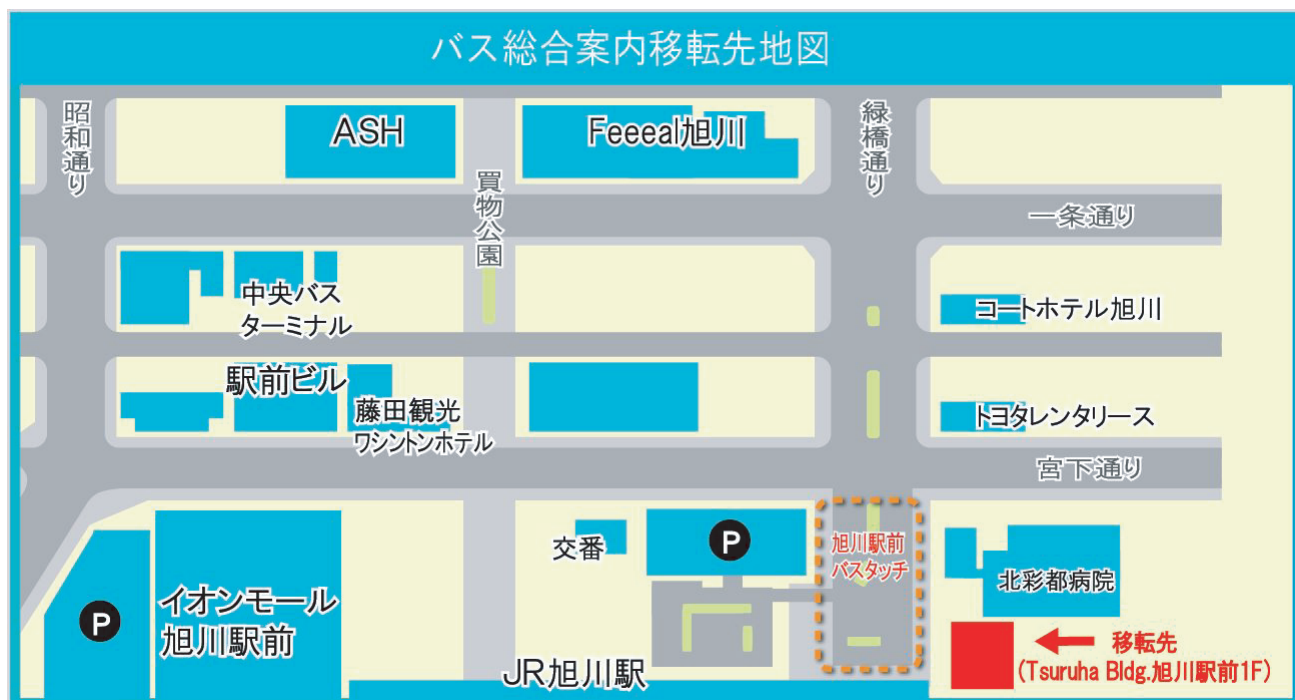 バス総合案内移転先地図
昭和通り
ASH
Feeeal旭川
緑橋通り
買物公園
一条通り
中央バス
ターミナル
コートホテル旭川
駅前ビル
藤田観光
ワシントンホテル
トヨタレンタリース
宮下通り
交番
P
旭川駅前
バスタッチ
北彩都病院
イオンモール
旭川駅前
P
JR旭川駅
移転先
(Tsuruha Bldg.旭川駅前1F)